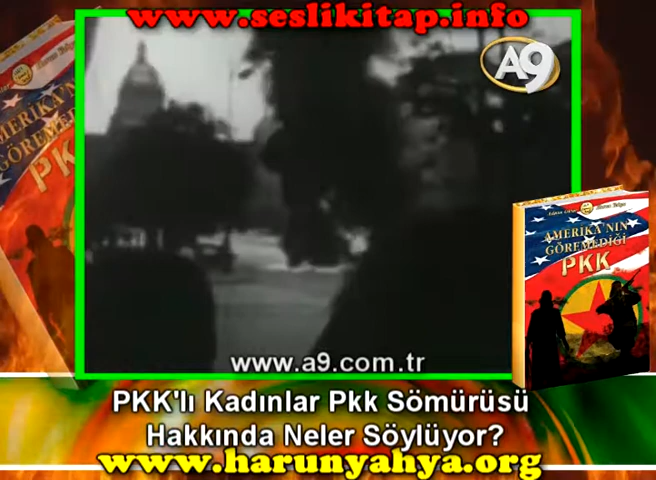 www.seslikitap.info
A9
AMERİKA'NIN
GÖREMEDİĞİ
PKK
AMERİKA'NIN
GÖREMEDİĞİ
PKK
www.a9.com.tr
PKK'lı Kadınlar Pkk Sömürüsü
Hakkında Neler Söylüyor?
www.harunyahya.org